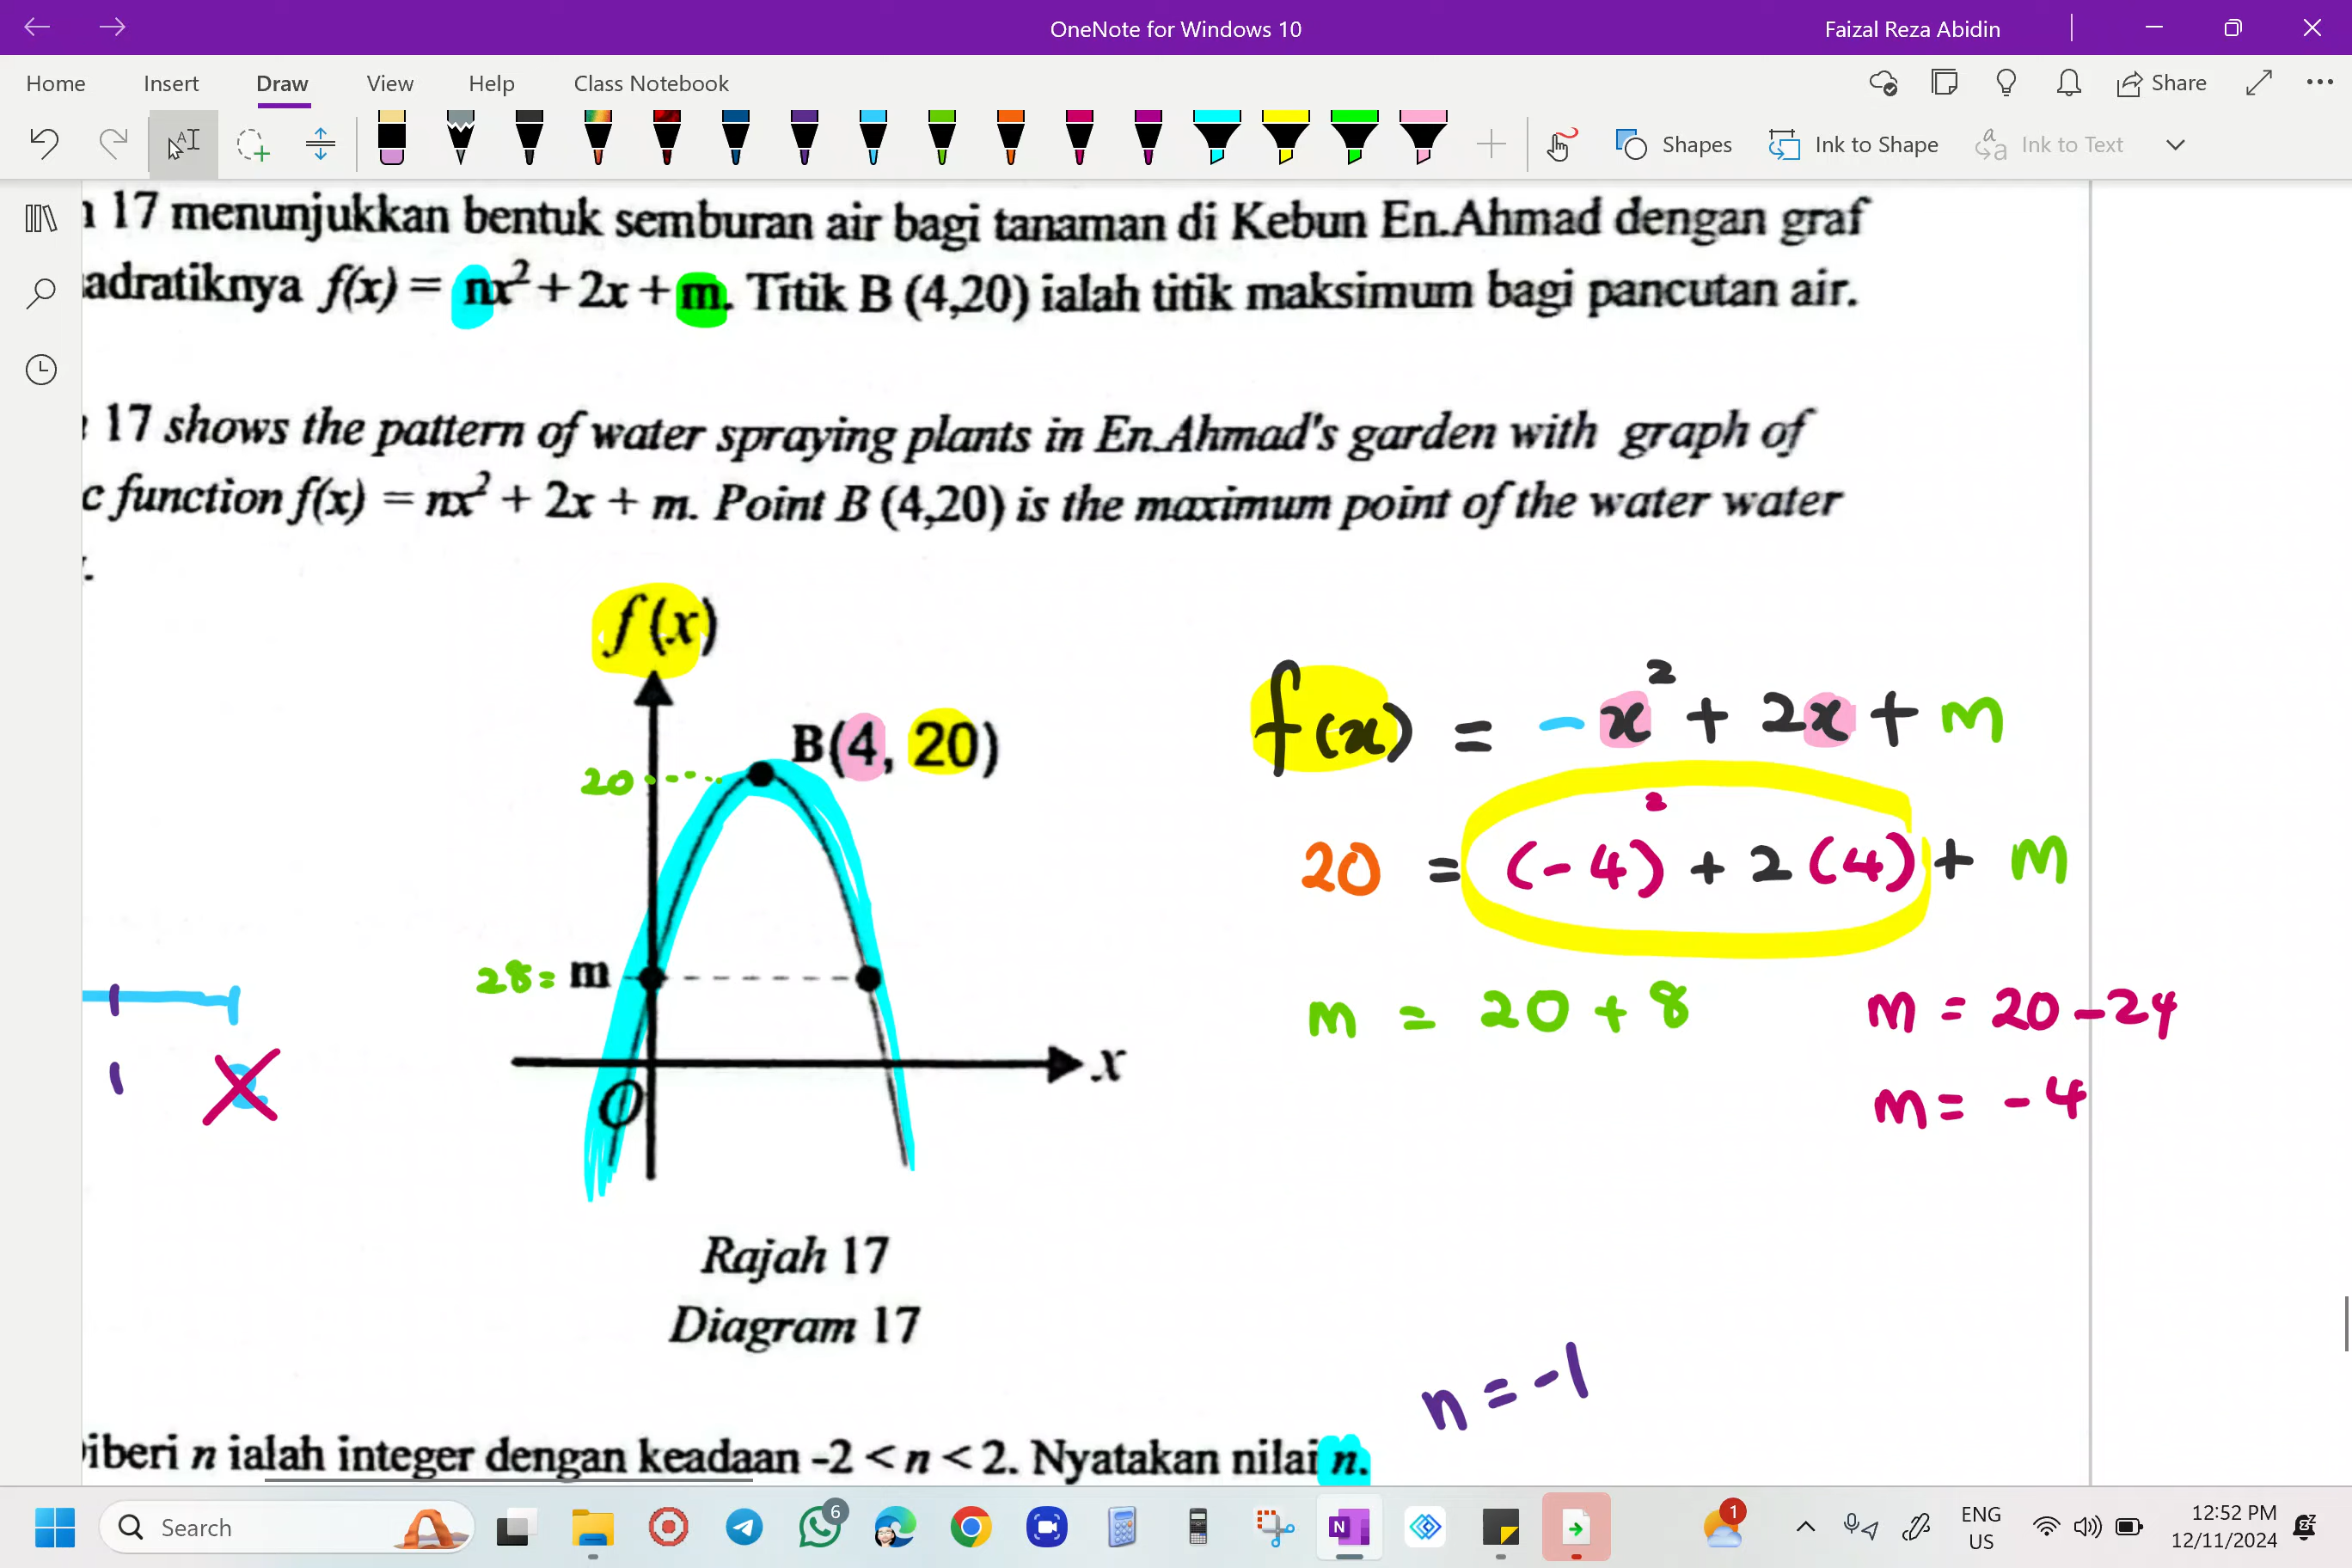 OneNote for Windows 10
Faizal Reza Abidin
Home Insert Draw View Help Class Notebook
Share
Shapes Ink to Shape Ink to Text
17 menunjukkan bentuk semburan air bagi tanaman di Kebun En.Ahmad dengan graf
adratiknya f(x) = nx² + 2x + m. Titik B (4,20) ialah titik maksimum bagi pancutan air.
17 shows the pattern of water spraying plants in En.Ahmad's garden with graph of
c function f(x) = nx² + 2x + m. Point B (4,20) is the maximum point of the water water
f(x)
B(4, 20)
20
28= m
O
x
1
1 2
f(x) = -x² + 2x + m
20 = (-4)² + 2(4) + m
m = 20 + 8
m = 20 - 24
m = -4
Rajah 17
Diagram 17
n = -1
iberi n ialah integer dengan keadaan -2 < n < 2. Nyatakan nilai n.
Search
6
1
ENG
US
12:52 PM
12/11/2024